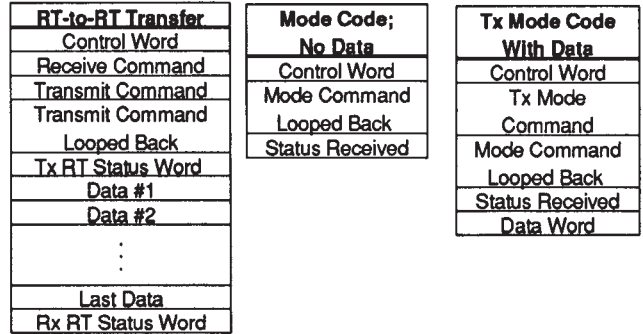 RT-to-RT Transfer
Control Word
Receive Command
Transmit Command
Transmit Command
Looped Back
Tx RT Status Word
Data #1
Data #2
Last Data
Rx RT Status Word
Mode Code;
No Data
Control Word
Mode Command
Looped Back
Status Received
Tx Mode Code
With Data
Control Word
Tx Mode
Command
Mode Command
Looped Back
Status Received
Data Word